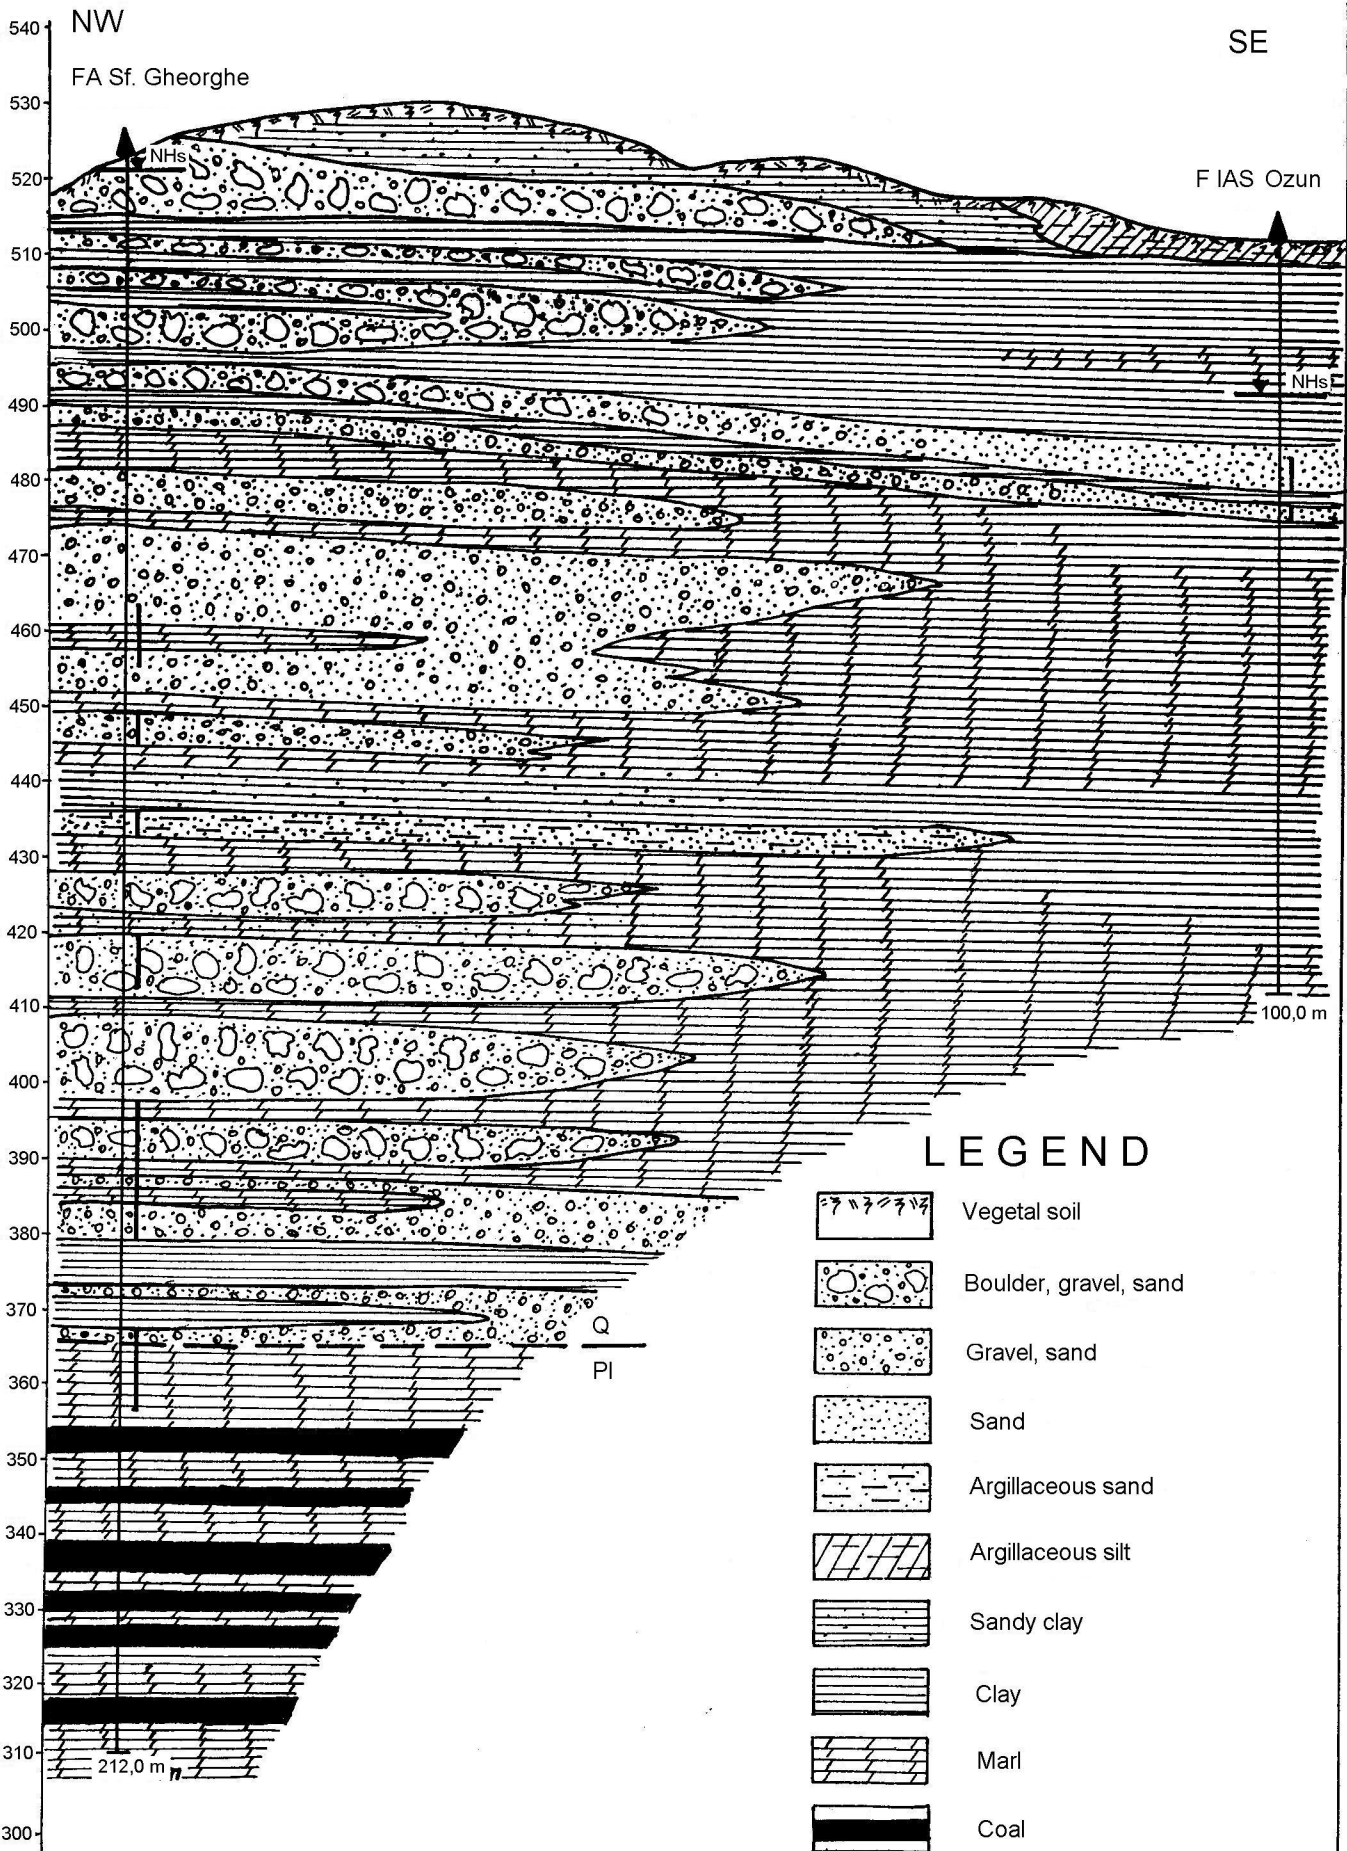 NW
SE
FA Sf. Gheorghe
F IAS Ozun
NHs
NHs
540
530
520
510
500
490
480
470
460
450
440
430
420
410
400
390
380
370
360
350
340
330
320
310
300
100,0 m
Q
Pl
212,0 m
LEGEND
Vegetal soil
Boulder, gravel, sand
Gravel, sand
Sand
Argillaceous sand
Argillaceous silt
Sandy clay
Clay
Marl
Coal